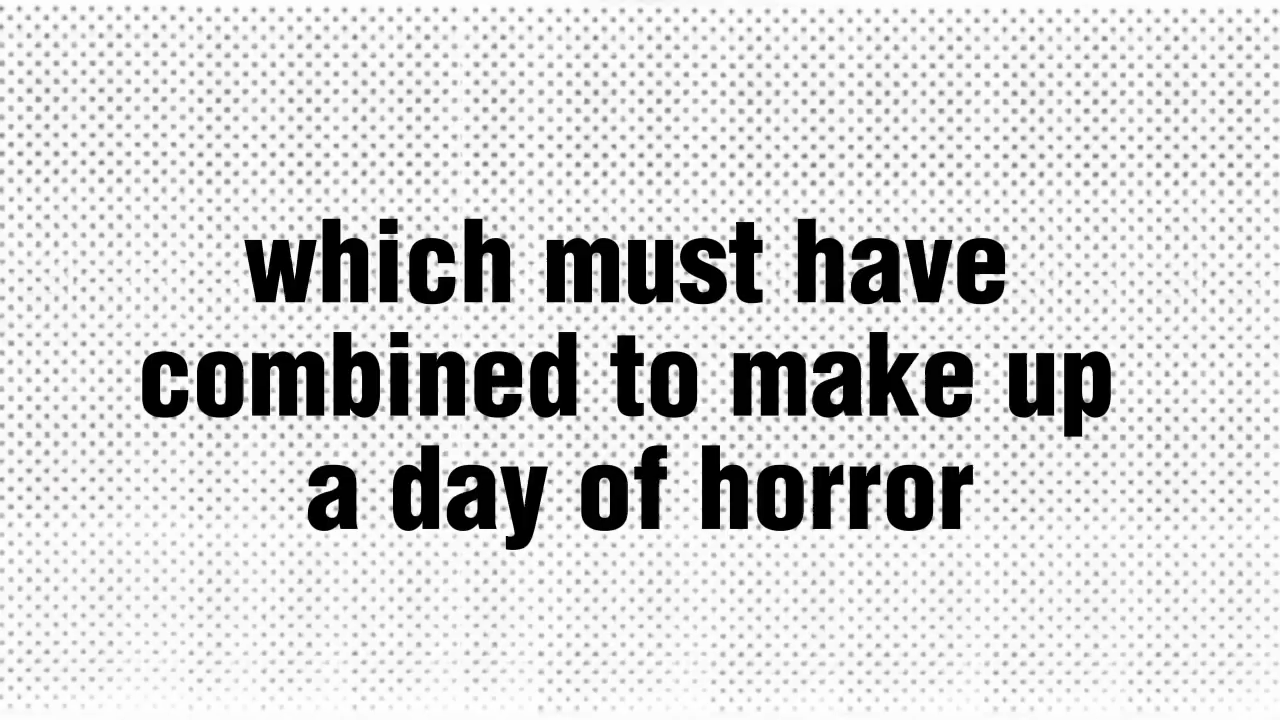 which must have
combined to make up
a day of horror